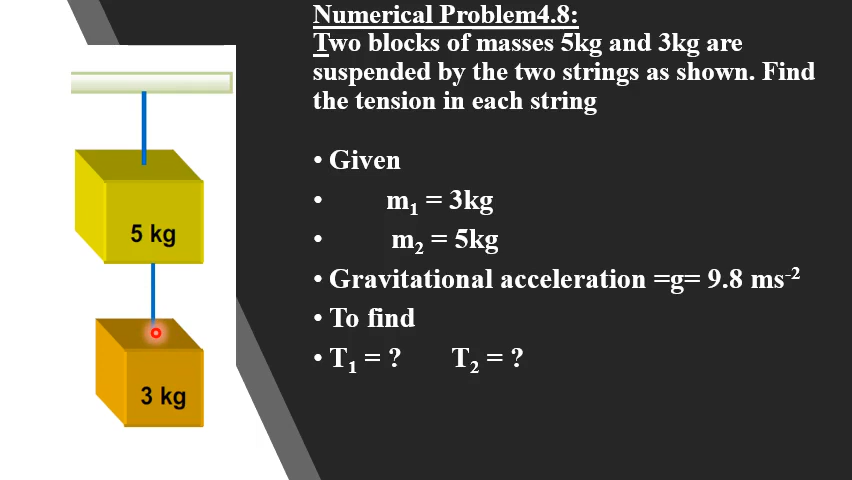 Numerical Problem4.8:
Two blocks of masses 5kg and 3kg are
suspended by the two strings as shown. Find
the tension in each string
• Given
• m₁ = 3kg
• m₂ = 5kg
• Gravitational acceleration =g= 9.8 ms⁻²
• To find
• T₁ = ? T₂ = ?
5 kg
3 kg